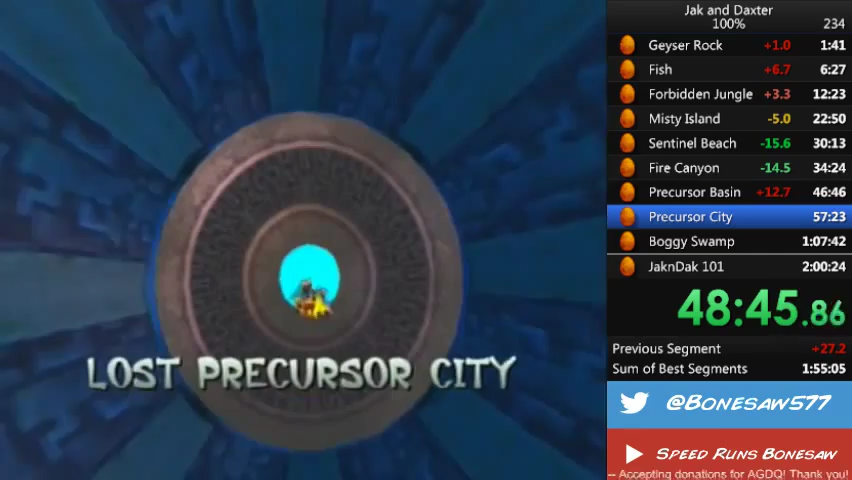 LOST PRECURSOR CITY
Jak and Daxter
100% 234
Geyser Rock +1.0 1:41
Fish +6.7 6:27
Forbidden Jungle +3.3 12:23
Misty Island -5.0 22:50
Sentinel Beach -15.6 30:13
Fire Canyon -14.5 34:24
Precursor Basin +12.7 46:46
Precursor City 57:23
Boggy Swamp 1:07:42
JaknDak 101 2:00:24
48:45.86
Previous Segment +27.2
Sum of Best Segments 1:55:05
@Bonesaw577
Speed Runs Bonesaw
-- Accepting donations for AGDQ! Thank you!